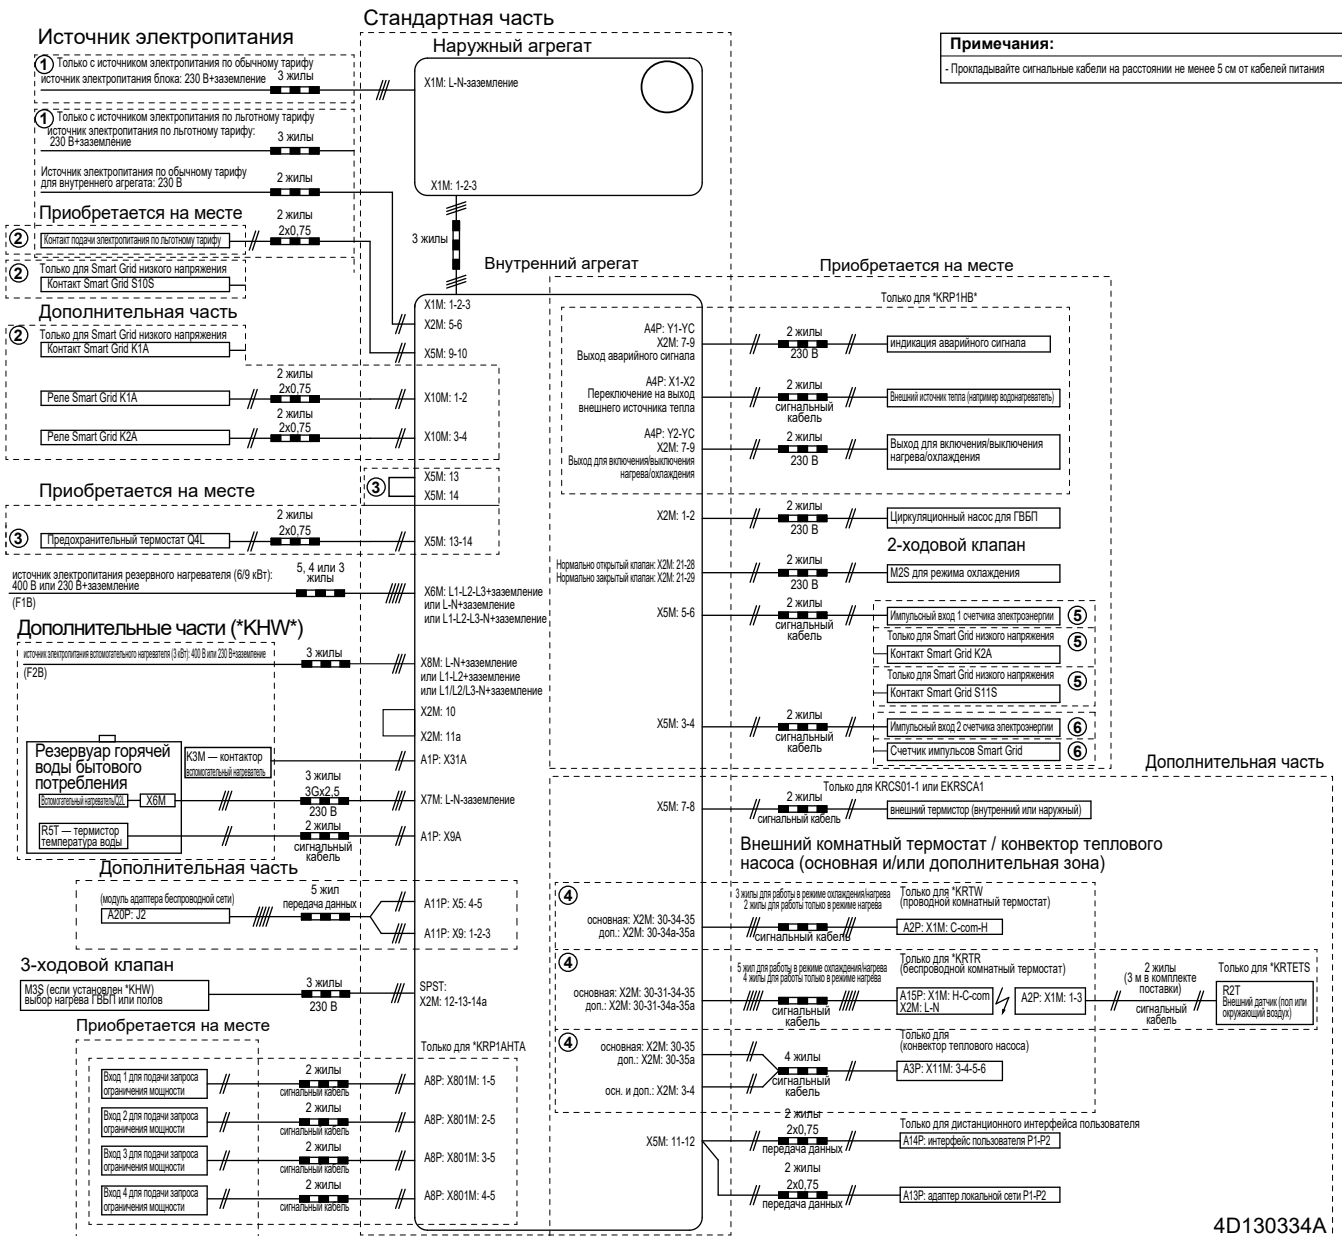 Стандартная часть
Источник электропитания
Наружный агрегат
Примечания:
- Прокладывайте сигнальные кабели на расстоянии не менее 5 см от кабелей питания
1 Только с источником электропитания по обычному тарифу
источник электропитания блока: 230 В+заземление
3 жилы
X1M: L-N-заземление
1 Только с источником электропитания по льготному тарифу
источник электропитания по льготному тарифу:
230 В+заземление
3 жилы
Источник электропитания по обычному тарифу
для внутреннего агрегата: 230 В
2 жилы
X1M: 1-2-3
Приобретается на месте
2 жилы
2x0,75
2 Контакт подачи электропитания по льготному тарифу
3 жилы
2 Только для Smart Grid низкого напряжения
Контакт Smart Grid S10S
Внутренний агрегат
Приобретается на месте
Дополнительная часть
X1M: 1-2-3
X2M: 5-6
2 Только для Smart Grid низкого напряжения
Контакт Smart Grid K1A
X5M: 9-10
Реле Smart Grid K1A
2 жилы
2x0,75
X10M: 1-2
Реле Smart Grid K2A
2 жилы
2x0,75
X10M: 3-4
3
X5M: 13
X5M: 14
Приобретается на месте
3 Предохранительный термостат Q4L
2 жилы
2x0,75
X5M: 13-14
источник электропитания резервного нагревателя (6/9 кВт):
400 В или 230 В+заземление
(F1B)
5, 4 или 3
жилы
X6M: L1-L2-L3+заземление
или L-N+заземление
или L1-L2-L3-N+заземление
Дополнительные части (*KHW*)
источник электропитания вспомогательного нагревателя (3 кВт): 400 В или 230 В+заземление
(F2B)
3 жилы
X8M: L-N+заземление
или L1-L2+заземление
или L1/L2/L3-N+заземление
X2M: 10
X2M: 11a
Резервуар горячей
воды бытового
потребления
K3M — контактор
вспомогательный нагреватель
A1P: X31A
Вспомогательный нагреватель/Q2L
X6M
3 жилы
3Gx2,5
230 В
X7M: L-N-заземление
R5T — термистор
температура воды
2 жилы
сигнальный
кабель
A1P: X9A
Дополнительная часть
(модуль адаптера беспроводной сети)
A20P: J2
5 жил
передача данных
A11P: X5: 4-5
A11P: X9: 1-2-3
3-ходовой клапан
M3S (если установлен *KHW)
выбор нагрева ГВБП или полов
3 жилы
230 В
SPST:
X2M: 12-13-14a
Приобретается на месте
Только для *KRP1AHTA
Вход 1 для подачи запроса
ограничения мощности
2 жилы
сигнальный кабель
A8P: X801M: 1-5
Вход 2 для подачи запроса
ограничения мощности
2 жилы
сигнальный кабель
A8P: X801M: 2-5
Вход 3 для подачи запроса
ограничения мощности
2 жилы
сигнальный кабель
A8P: X801M: 3-5
Вход 4 для подачи запроса
ограничения мощности
2 жилы
сигнальный кабель
A8P: X801M: 4-5
Только для *KRP1HB*
A4P: Y1-YC
X2M: 7-9
Выход аварийного сигнала
2 жилы
230 В
индикация аварийного сигнала
A4P: X1-X2
Переключение на выход
внешнего источника тепла
2 жилы
сигнальный
кабель
Внешний источник тепла (например водонагреватель)
A4P: Y2-YC
X2M: 7-9
Выход для включения/выключения
нагрева/охлаждения
2 жилы
230 В
Выход для включения/выключения
нагрева/охлаждения
X2M: 1-2
2 жилы
230 В
Циркуляционный насос для ГВБП
2-ходовой клапан
Нормально открытый клапан: X2M: 21-28
Нормально закрытый клапан: X2M: 21-29
2 жилы
230 В
M2S для режима охлаждения
X5M: 5-6
2 жилы
сигнальный
кабель
Импульсный вход 1 счетчика электроэнергии 5
Только для Smart Grid низкого напряжения
Контакт Smart Grid K2A 5
Только для Smart Grid низкого напряжения
Контакт Smart Grid S11S 5
X5M: 3-4
2 жилы
сигнальный
кабель
Импульсный вход 2 счетчика электроэнергии 6
Счетчик импульсов Smart Grid 6
Дополнительная часть
Только для KRCS01-1 или EKRSCA1
X5M: 7-8
2 жилы
сигнальный кабель
внешний термистор (внутренний или наружный)
Внешний комнатный термостат / конвектор теплового
насоса (основная и/или дополнительная зона)
4
основная: X2M: 30-34-35
доп.: X2M: 30-34a-35a
3 жилы для работы в режиме охлаждения/нагрева
2 жилы для работы только в режиме нагрева
сигнальный кабель
Только для *KRTW
(проводной комнатный термостат)
A2P: X1M: C-com-H
4
основная: X2M: 30-31-34-35
доп.: X2M: 30-31-34a-35a
5 жил для работы в режиме охлаждения/нагрева
4 жилы для работы только в режиме нагрева
сигнальный
кабель
Только для *KRTR
(беспроводной комнатный термостат)
A15P: X1M: H-C-com
X2M: L-N
A2P: X1M: 1-3
2 жилы
(3 м в комплекте
поставки)
сигнальный
кабель
Только для *KRTETS
R2T
Внешний датчик (пол или
окружающий воздух)
4
основная: X2M: 30-35
доп.: X2M: 30-35a
осн. и доп.: X2M: 3-4
4 жилы
сигнальный
кабель
Только для
(конвектор теплового насоса)
A3P: X11M: 3-4-5-6
X5M: 11-12
2 жилы
2x0,75
передача данных
Только для дистанционного интерфейса пользователя
A14P: интерфейс пользователя P1-P2
2 жилы
2x0,75
передача данных
A13P: адаптер локальной сети P1-P2
4D130334A